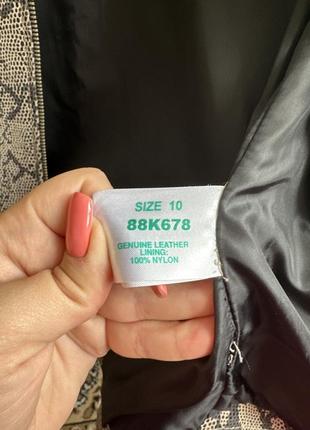 SIZE 10
88K678
GENUINE LEATHER
LINING:
100% NYLON